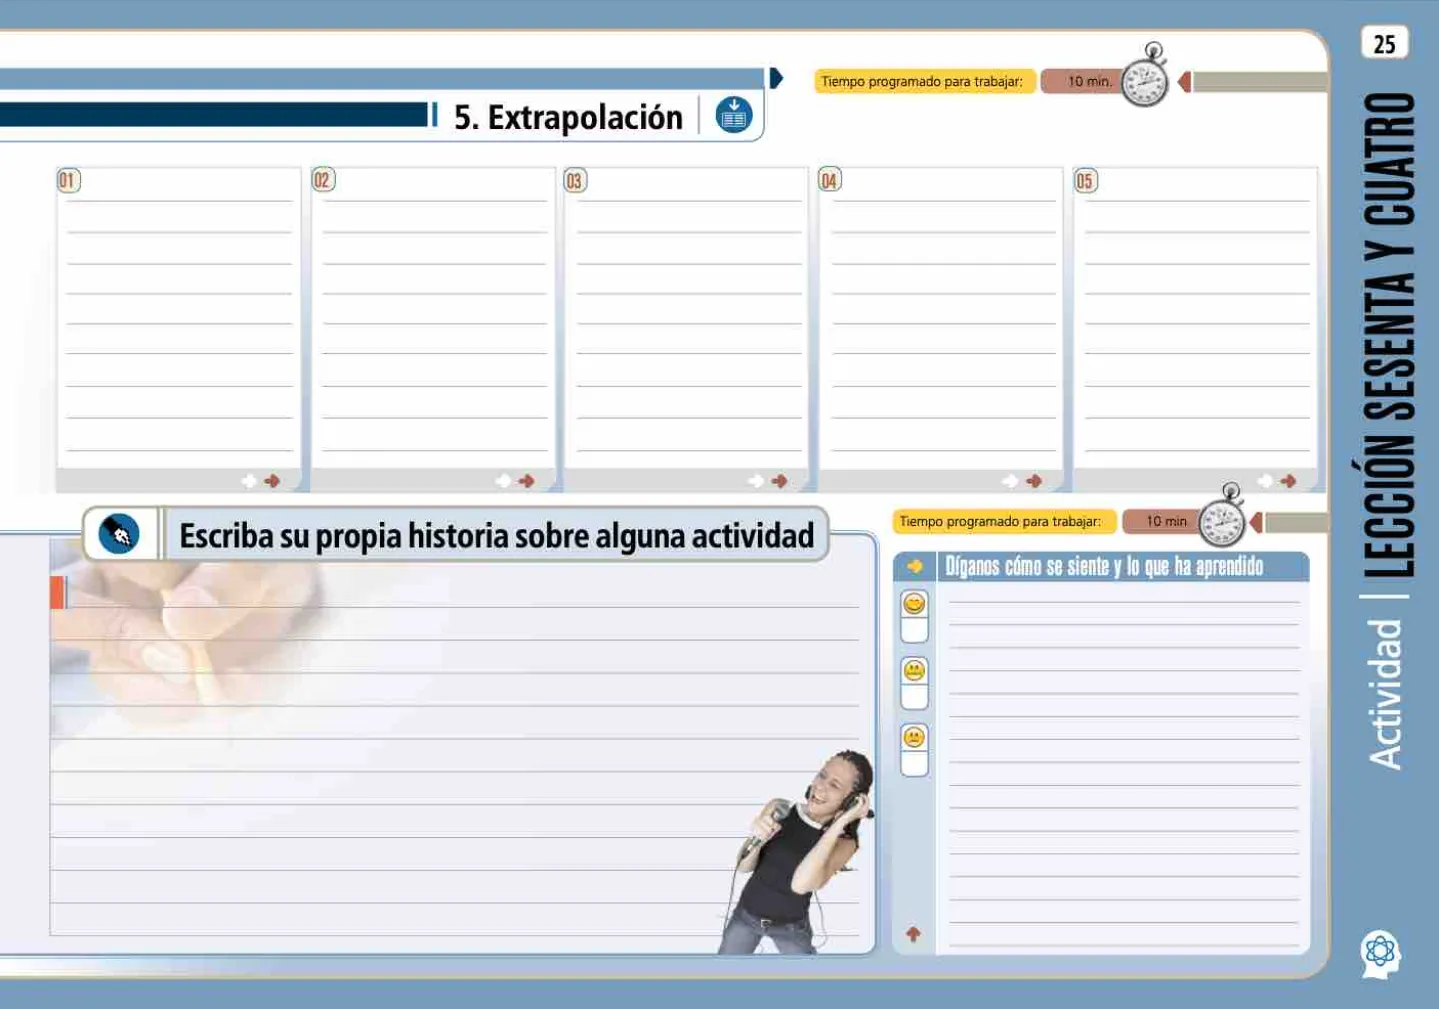 25
Tiempo programado para trabajar:
10 min.
5. Extrapolación
01
02
03
04
05
Escriba su propia historia sobre alguna actividad
Tiempo programado para trabajar:
10 min
Díganos cómo se siente y lo que ha aprendido
Actividad | LECCIÓN SESENTA Y CUATRO